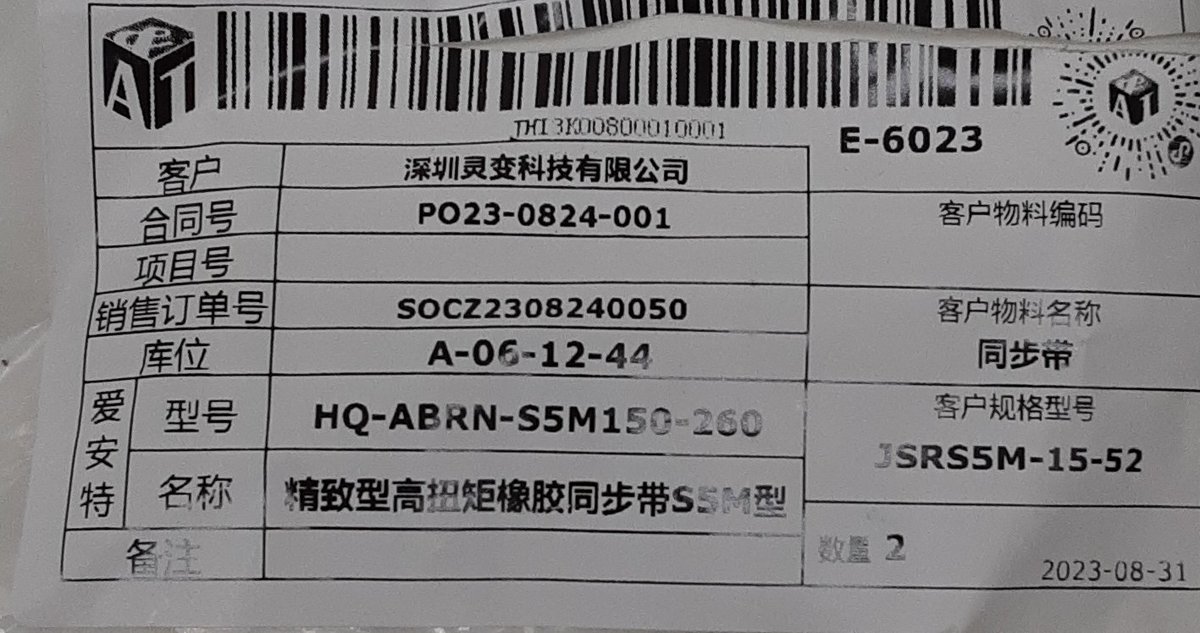 THI3K00800010001
E-6023
客户 深圳灵变科技有限公司
合同号 PO23-0824-001
客户物料编码
项目号
销售订单号 SOCZ2308240050
客户物料名称
库位 A-06-12-44
同步带
爱安特
型号 HQ-ABRN-S5M150-260
客户规格型号
JSRS5M-15-52
名称 精致型高扭矩橡胶同步带S5M型
备注
数量 2
2023-08-31